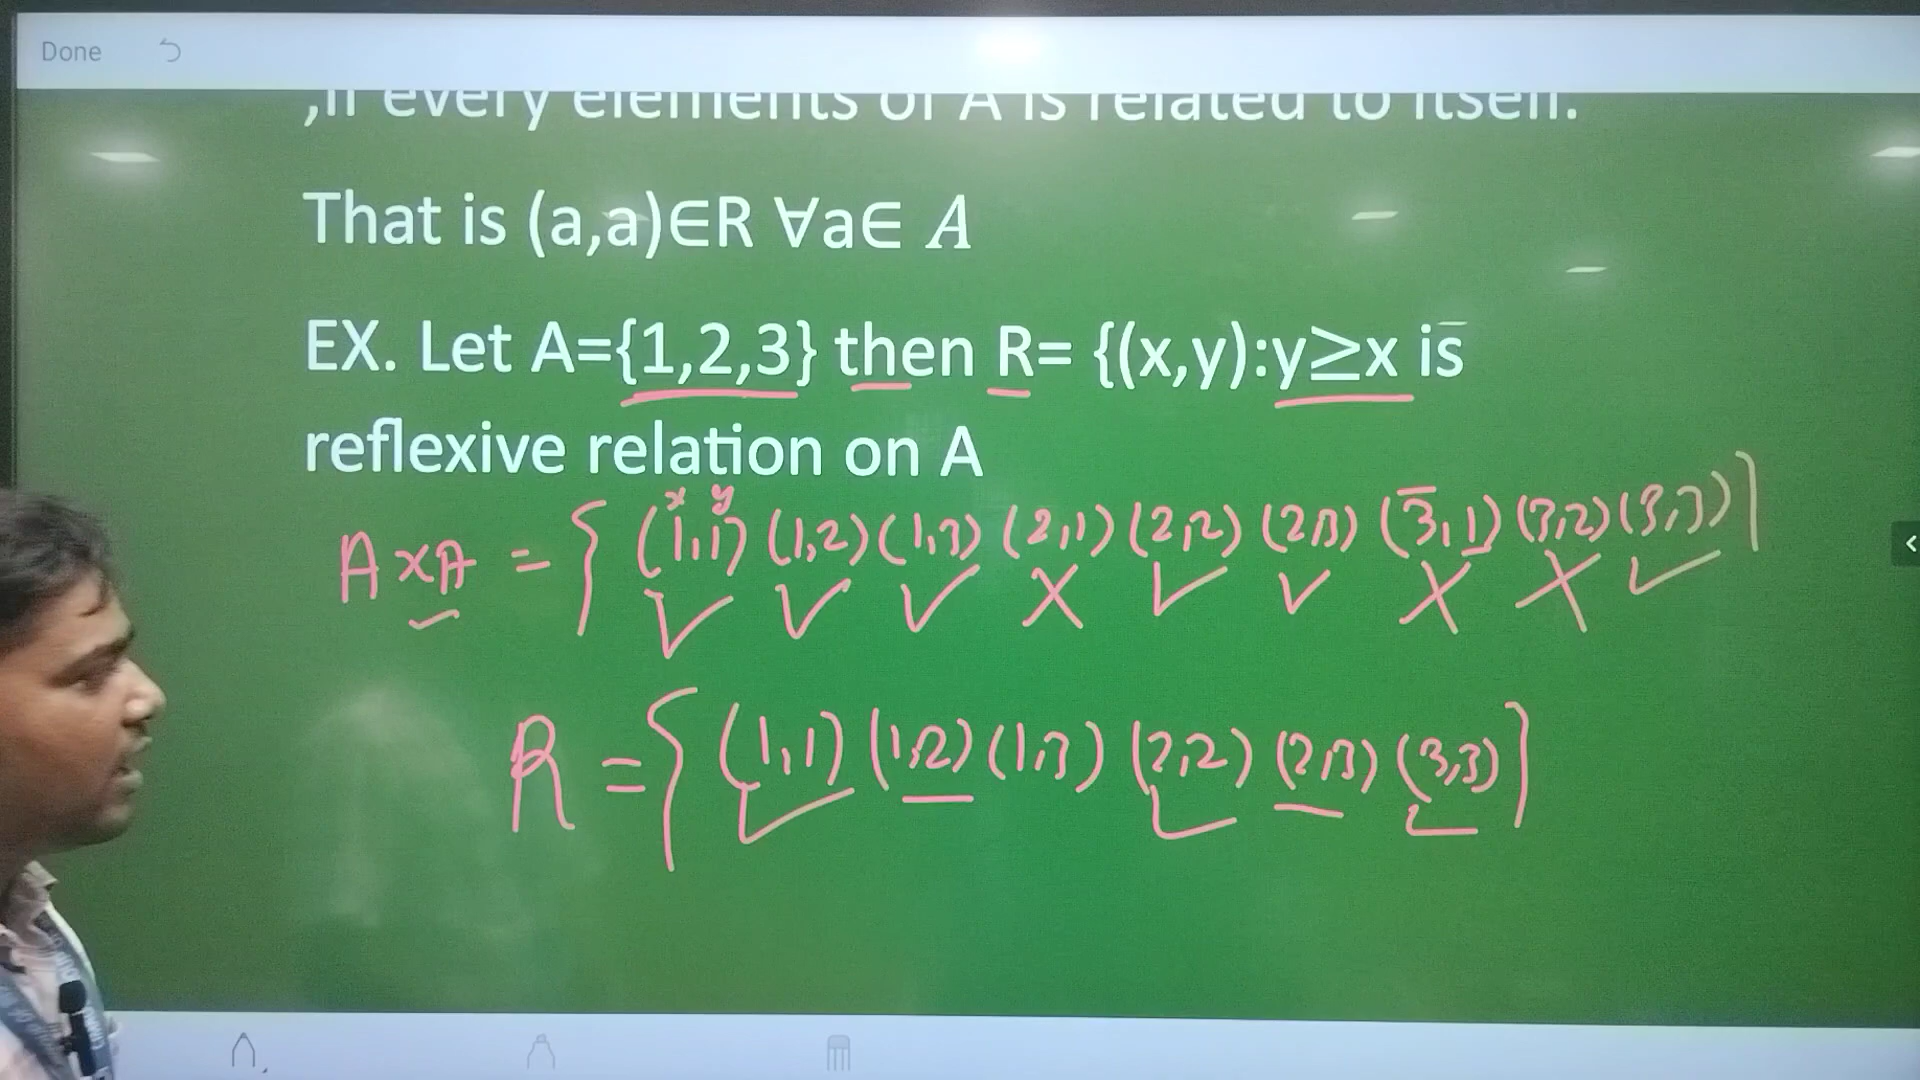 Done
,if every elements of A is related to itself.
That is (a,a)∈R ∀a∈ A
EX. Let A={1,2,3} then R= {(x,y):y≥x is
reflexive relation on A
x y
A×A = { (1,1) (1,2) (1,3) (2,1) (2,2) (2,3) (3,1) (3,2) (3,3) }
R = { (1,1) (1,2) (1,3) (2,2) (2,3) (3,3) }